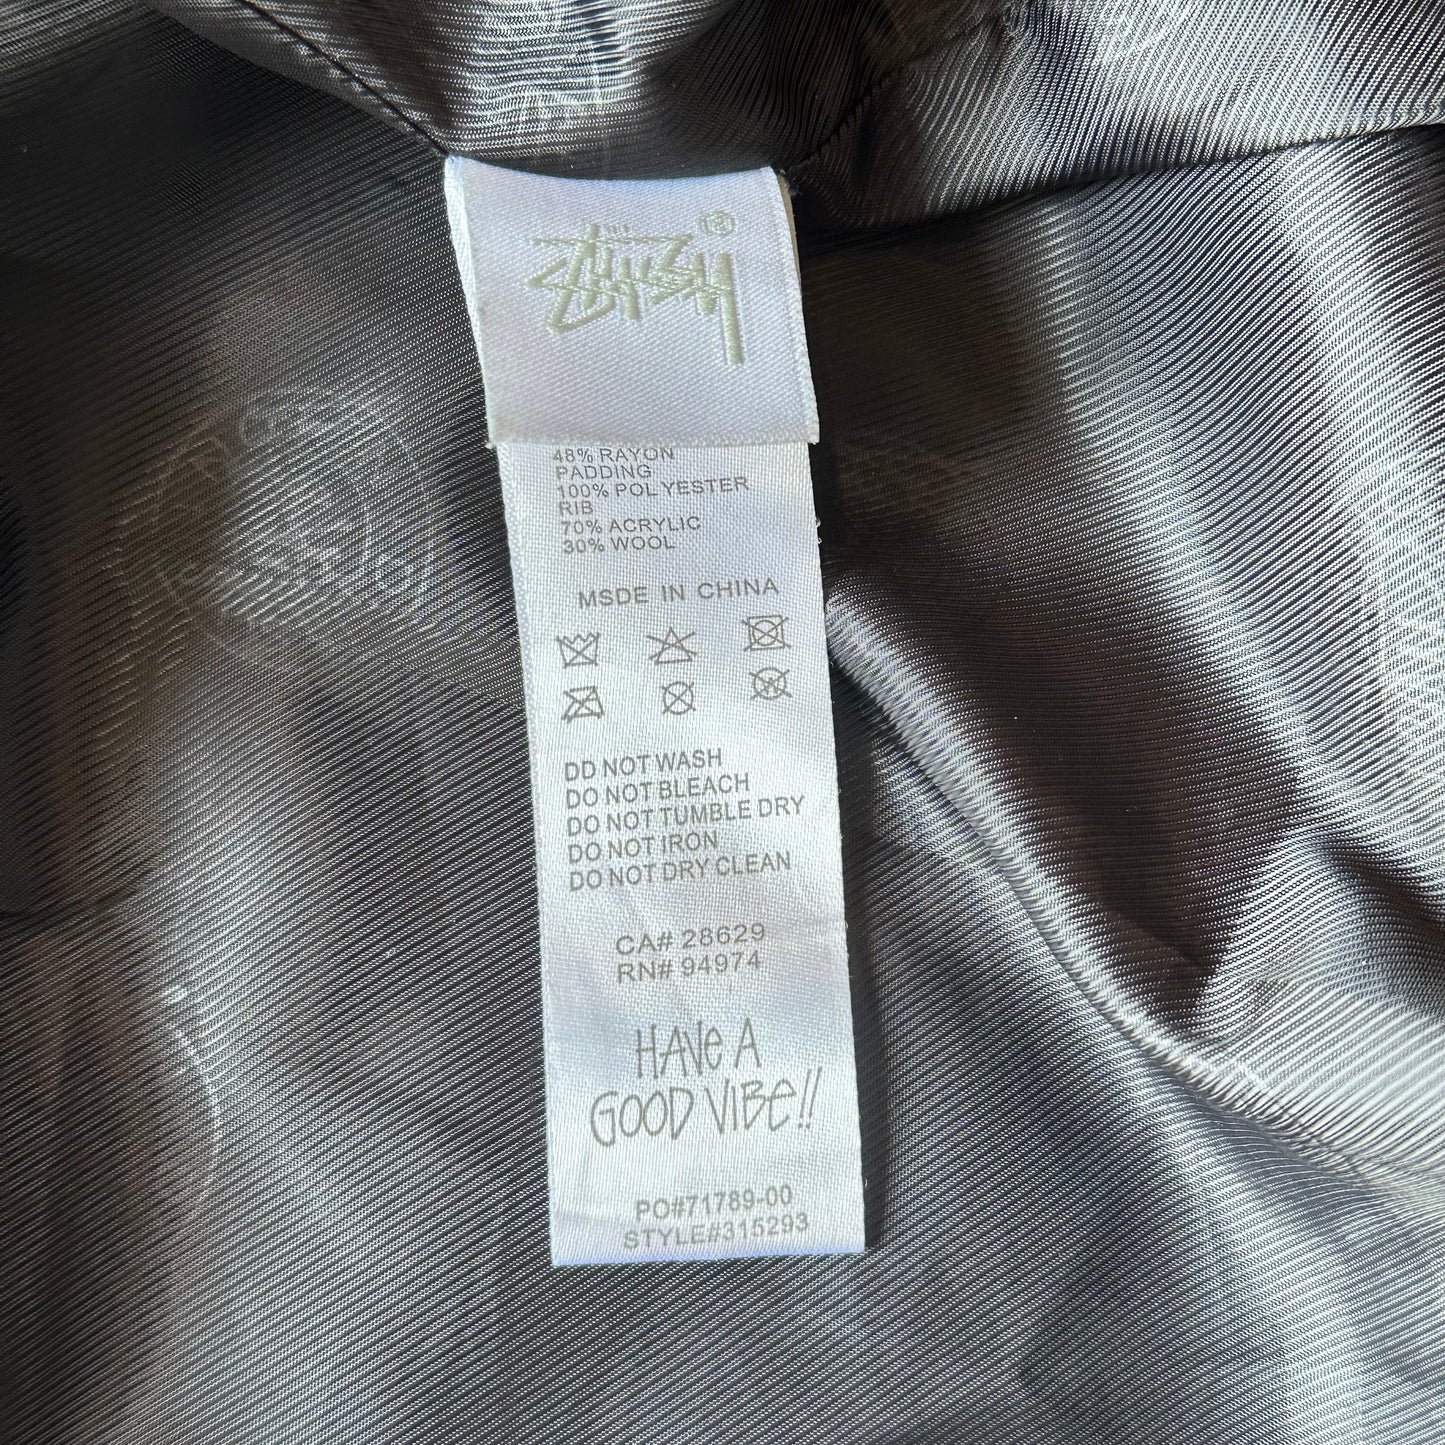 Stüssy®
48% RAYON
PADDING
100% POLYESTER
RIB
70% ACRYLIC
30% WOOL
MSDE IN CHINA
DD NOT WASH
DO NOT BLEACH
DO NOT TUMBLE DRY
DO NOT IRON
DO NOT DRY CLEAN
CA# 28629
RN# 94974
HAVE A
GOOD VIBE!!
PO#71789-00
STYLE#315293